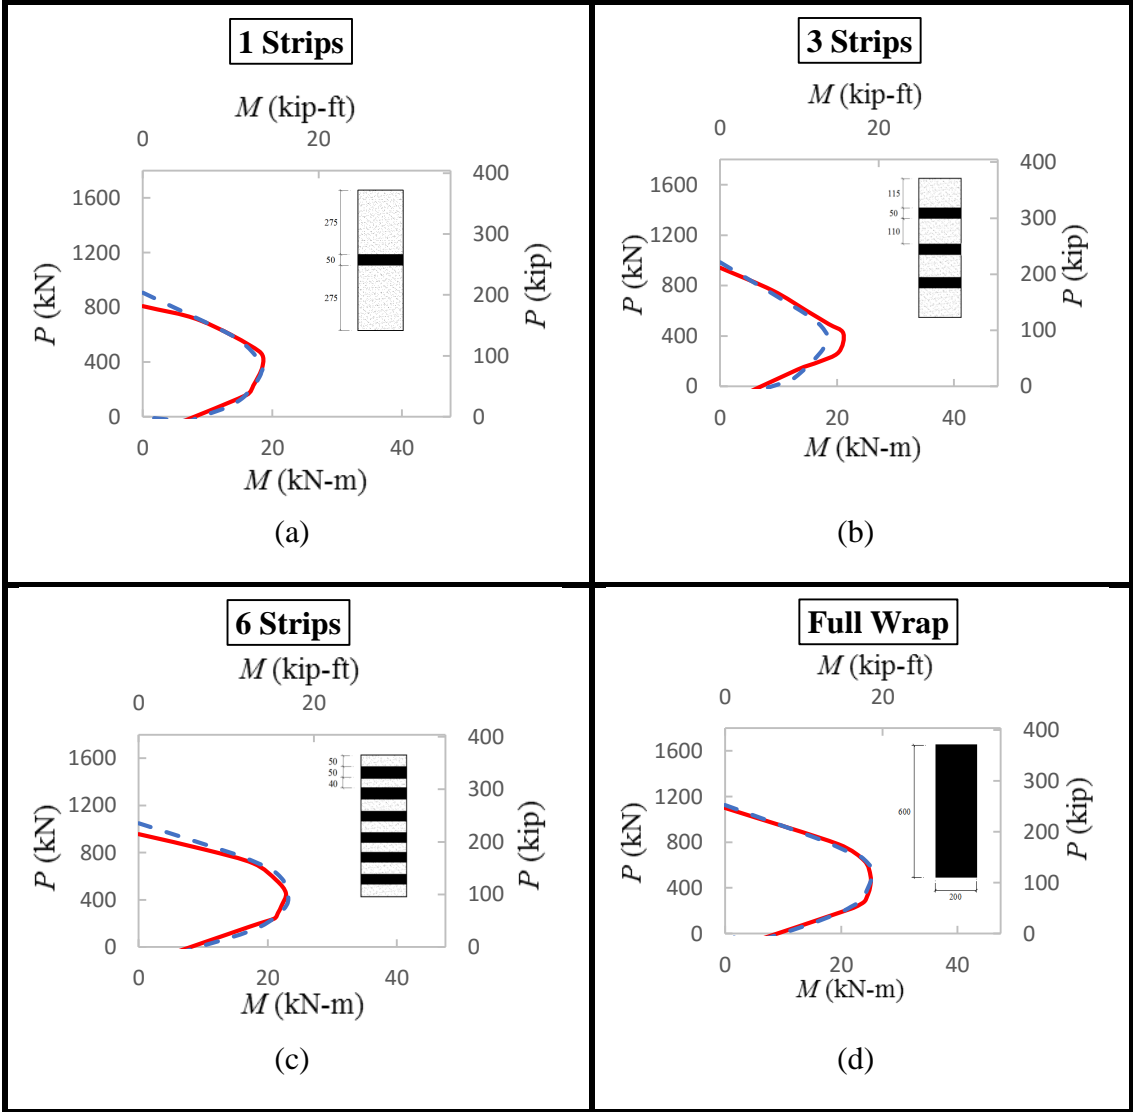 1 Strips
M (kip-ft)
0 20
1600
1200
800
400
0
P (kN)
400
300
200
100
0
P (kip)
275
50
275
0 20 40
M (kN-m)
(a)
3 Strips
M (kip-ft)
0 20
1600
1200
800
400
0
P (kN)
400
300
200
100
0
P (kip)
115
50
110
0 20 40
M (kN-m)
(b)
6 Strips
M (kip-ft)
0 20
1600
1200
800
400
0
P (kN)
400
300
200
100
0
P (kip)
50
50
40
0 20 40
M (kN-m)
(c)
Full Wrap
M (kip-ft)
0 20
1600
1200
800
400
0
P (kN)
400
300
200
100
0
P (kip)
600
200
0 20 40
M (kN-m)
(d)